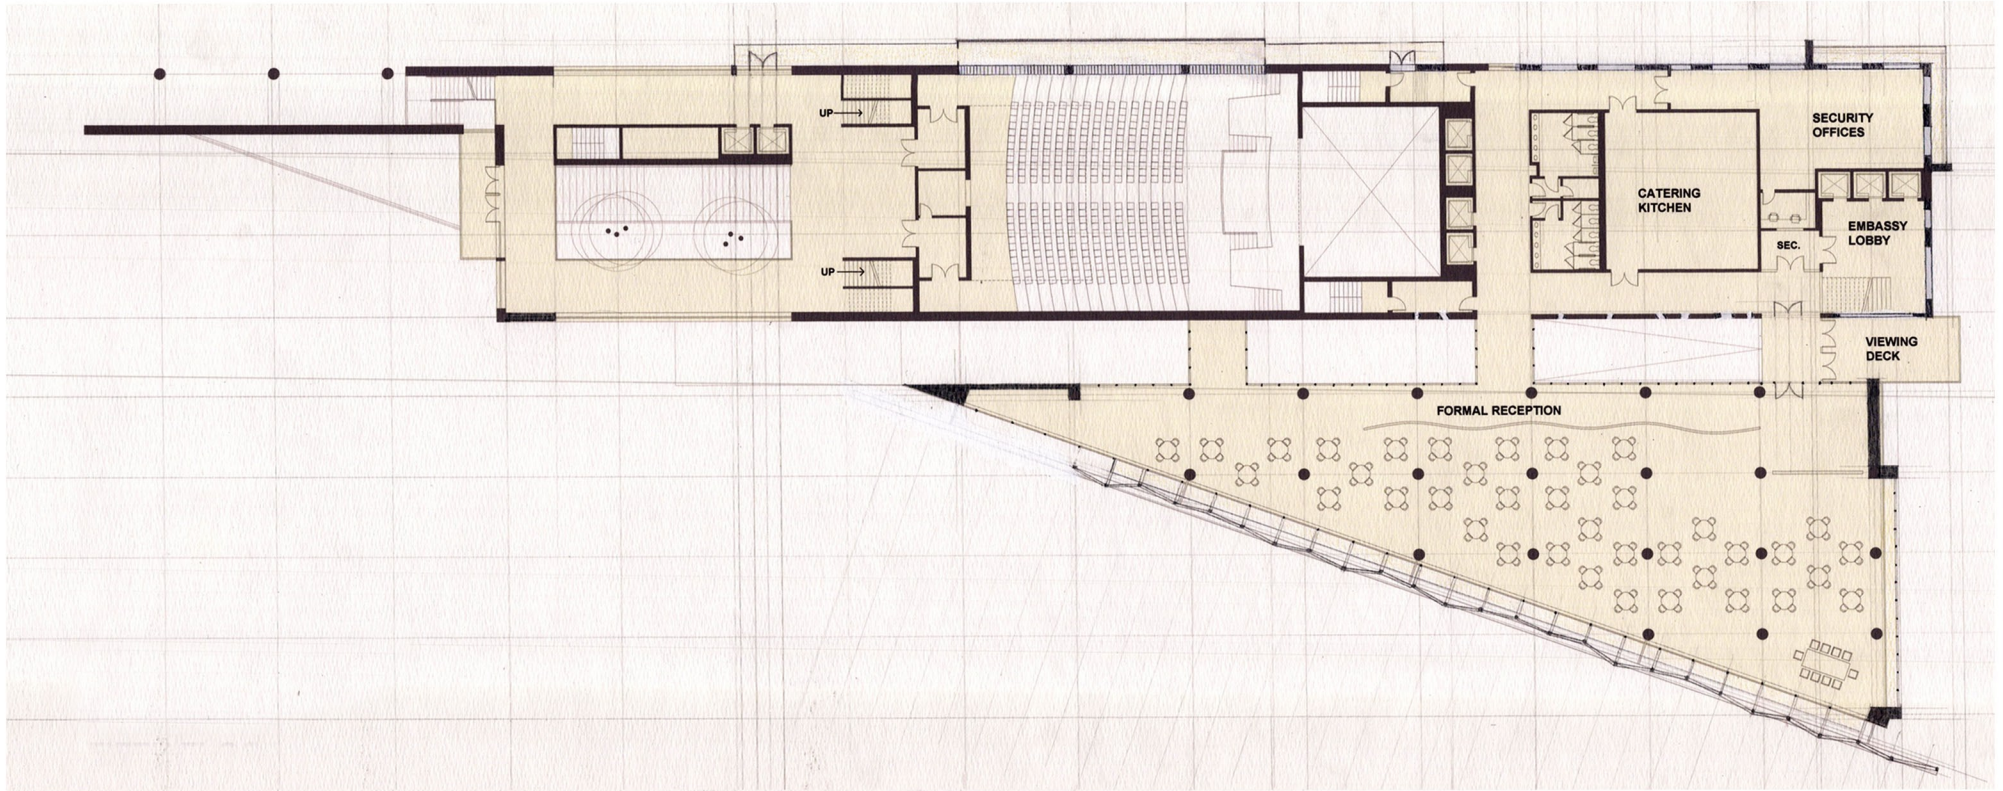 UP
UP
SECURITY
OFFICES
CATERING
KITCHEN
EMBASSY
LOBBY
SEC.
VIEWING
DECK
FORMAL RECEPTION